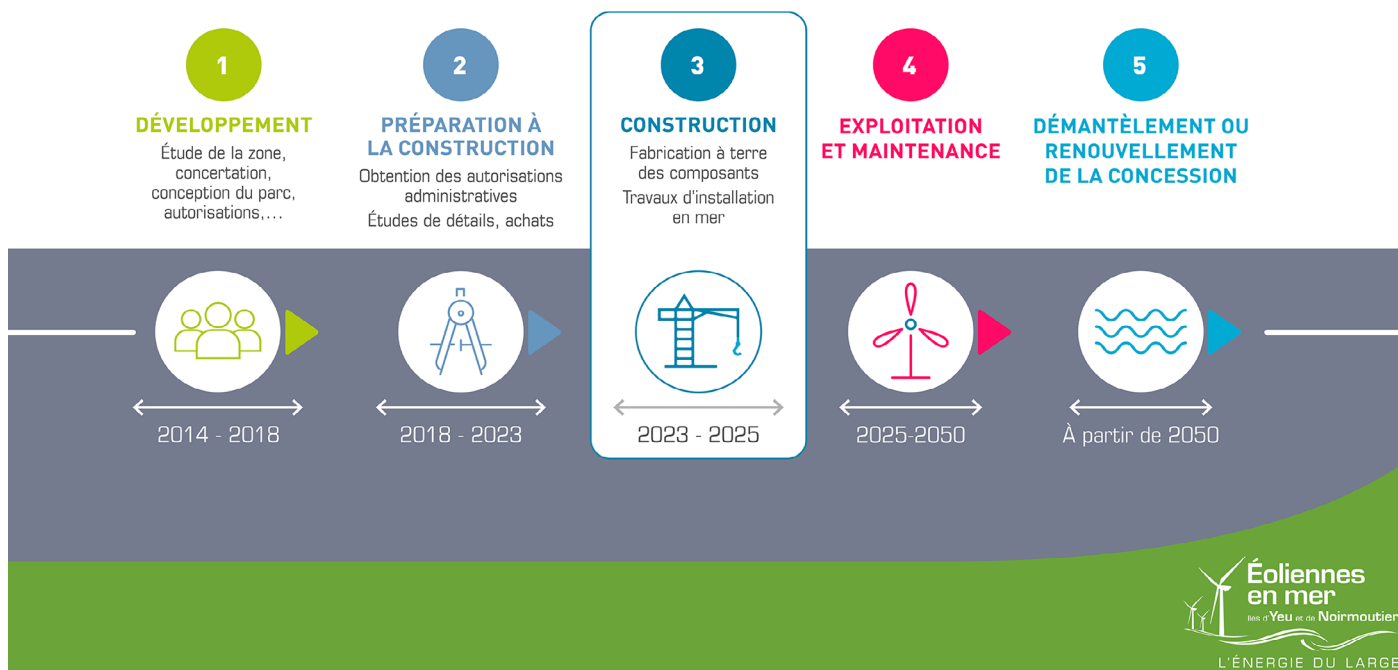 1
DÉVELOPPEMENT
Étude de la zone,
concertation,
conception du parc,
autorisations,...
2
PRÉPARATION À
LA CONSTRUCTION
Obtention des autorisations
administratives
Études de détails, achats
3
CONSTRUCTION
Fabrication à terre
des composants
Travaux d'installation
en mer
4
EXPLOITATION
ET MAINTENANCE
5
DÉMANTÈLEMENT OU
RENOUVELLEMENT
DE LA CONCESSION
2014 - 2018
2018 - 2023
2023 - 2025
2025-2050
À partir de 2050
Éoliennes
en mer
Iles d'Yeu et de Noirmoutier
L'ÉNERGIE DU LARGE